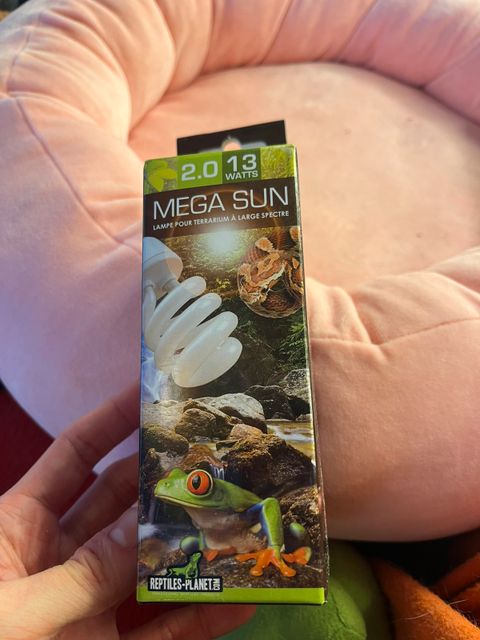 2.0 13
WATTS
MEGA SUN
LAMPE POUR TERRARIUM À LARGE SPECTRE
REPTILES-PLANET